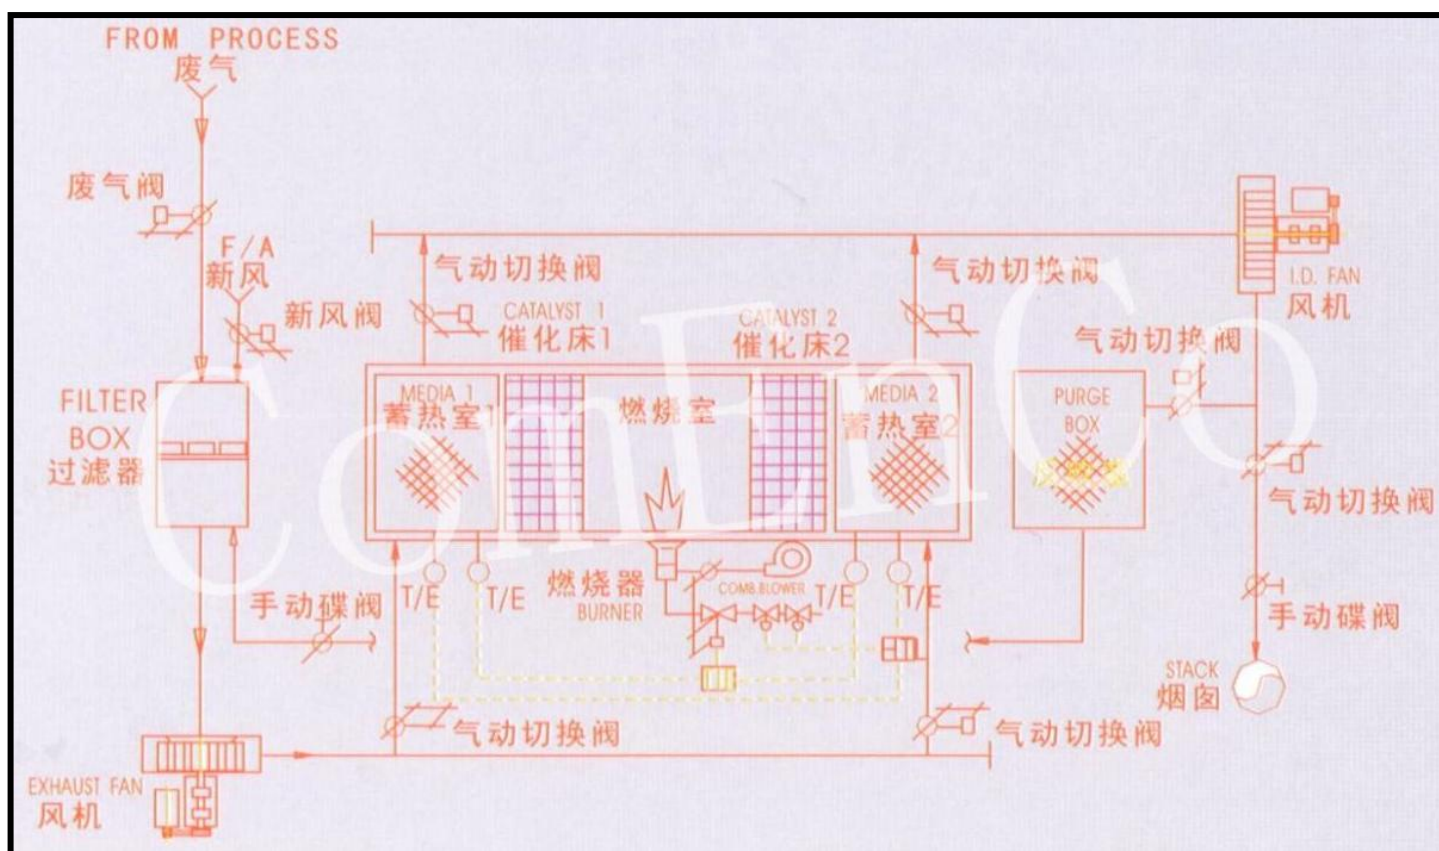 FROM PROCESS
废气
废气阀
F/A
新风
新风阀
FILTER
BOX
过滤器
手动碟阀
EXHAUST FAN
风机
气动切换阀
CATALYST 1
催化床1
CATALYST 2
催化床2
气动切换阀
MEDIA 1
蓄热室1
燃烧室
MEDIA 2
蓄热室2
T/E
T/E
燃烧器
BURNER
COMB.BLOWER
T/E
T/E
气动切换阀
气动切换阀
PURGE
BOX
I.D. FAN
风机
气动切换阀
气动切换阀
手动碟阀
STACK
烟囱
ComEnCo